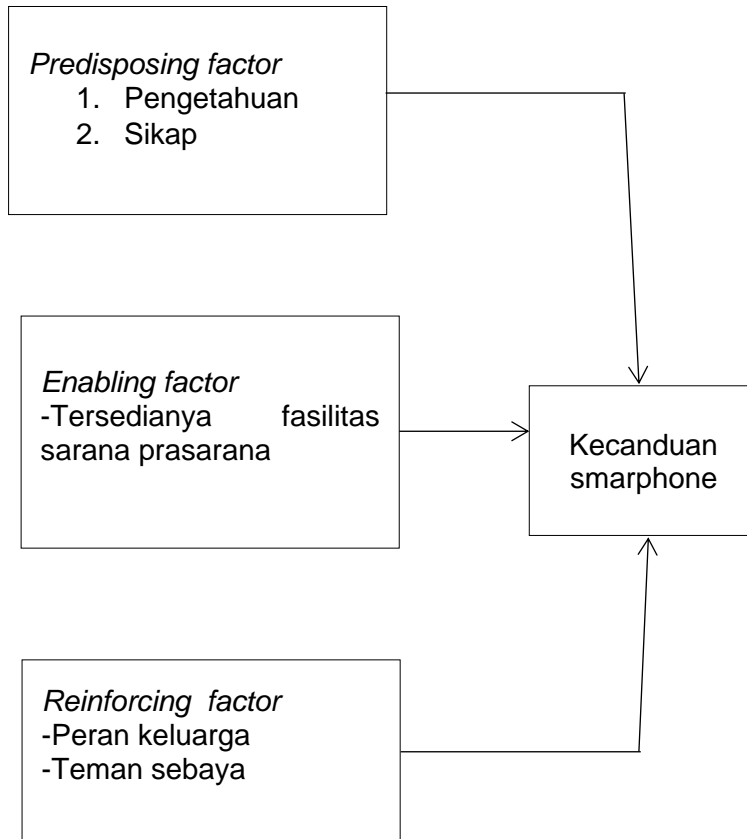 Predisposing factor
1. Pengetahuan
2. Sikap
Enabling factor
-Tersedianya fasilitas
sarana prasarana
Kecanduan
smarphone
Reinforcing factor
-Peran keluarga
-Teman sebaya